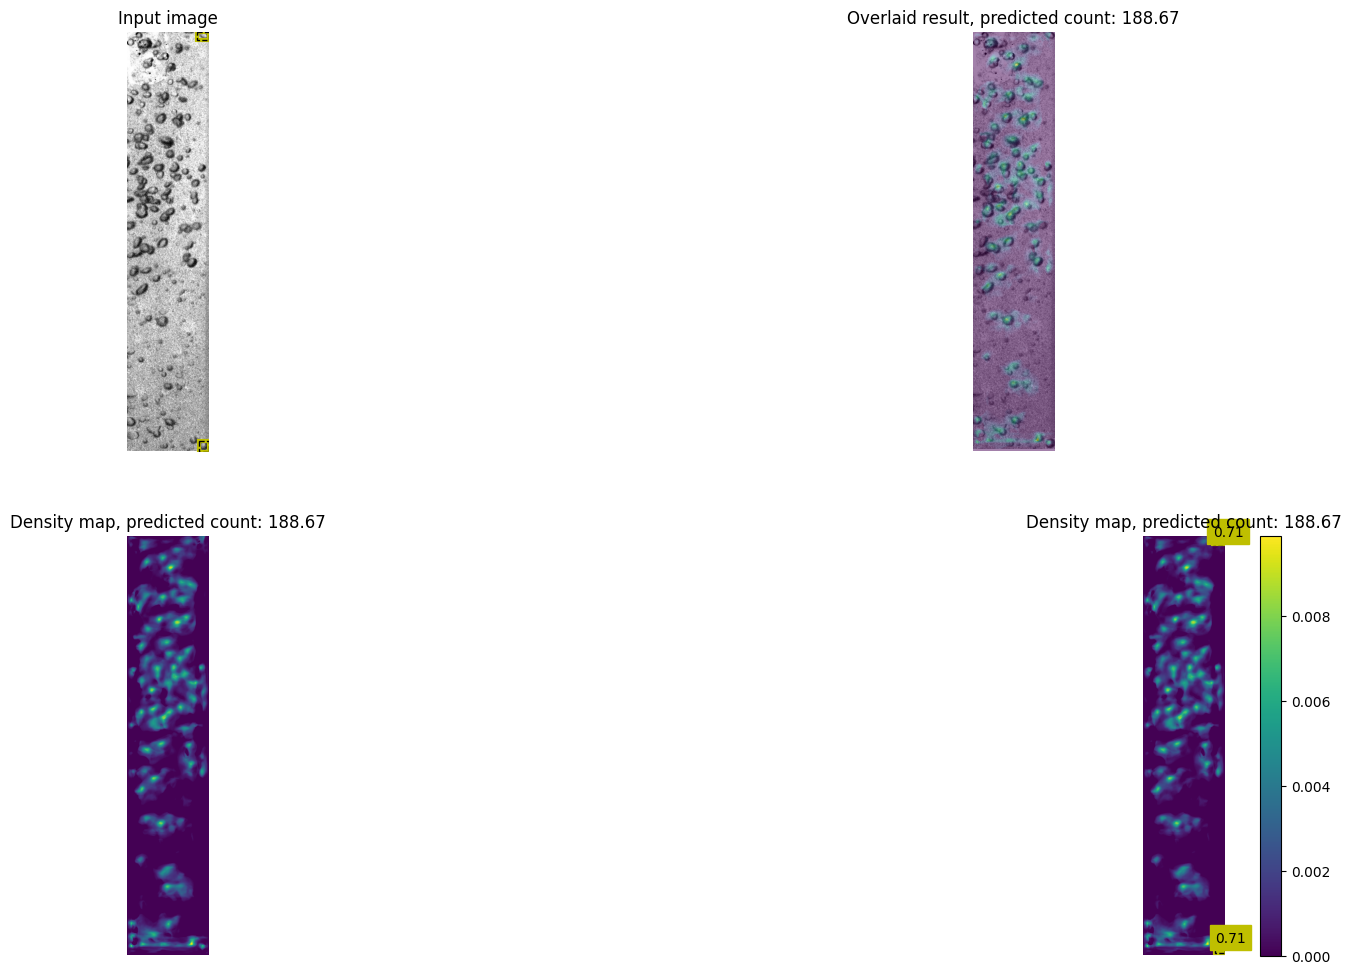 Input image
Overlaid result, predicted count: 188.67
Density map, predicted count: 188.67
Density map, predicted count: 188.67
0.71
0.008
0.006
0.004
0.002
0.71
0.000